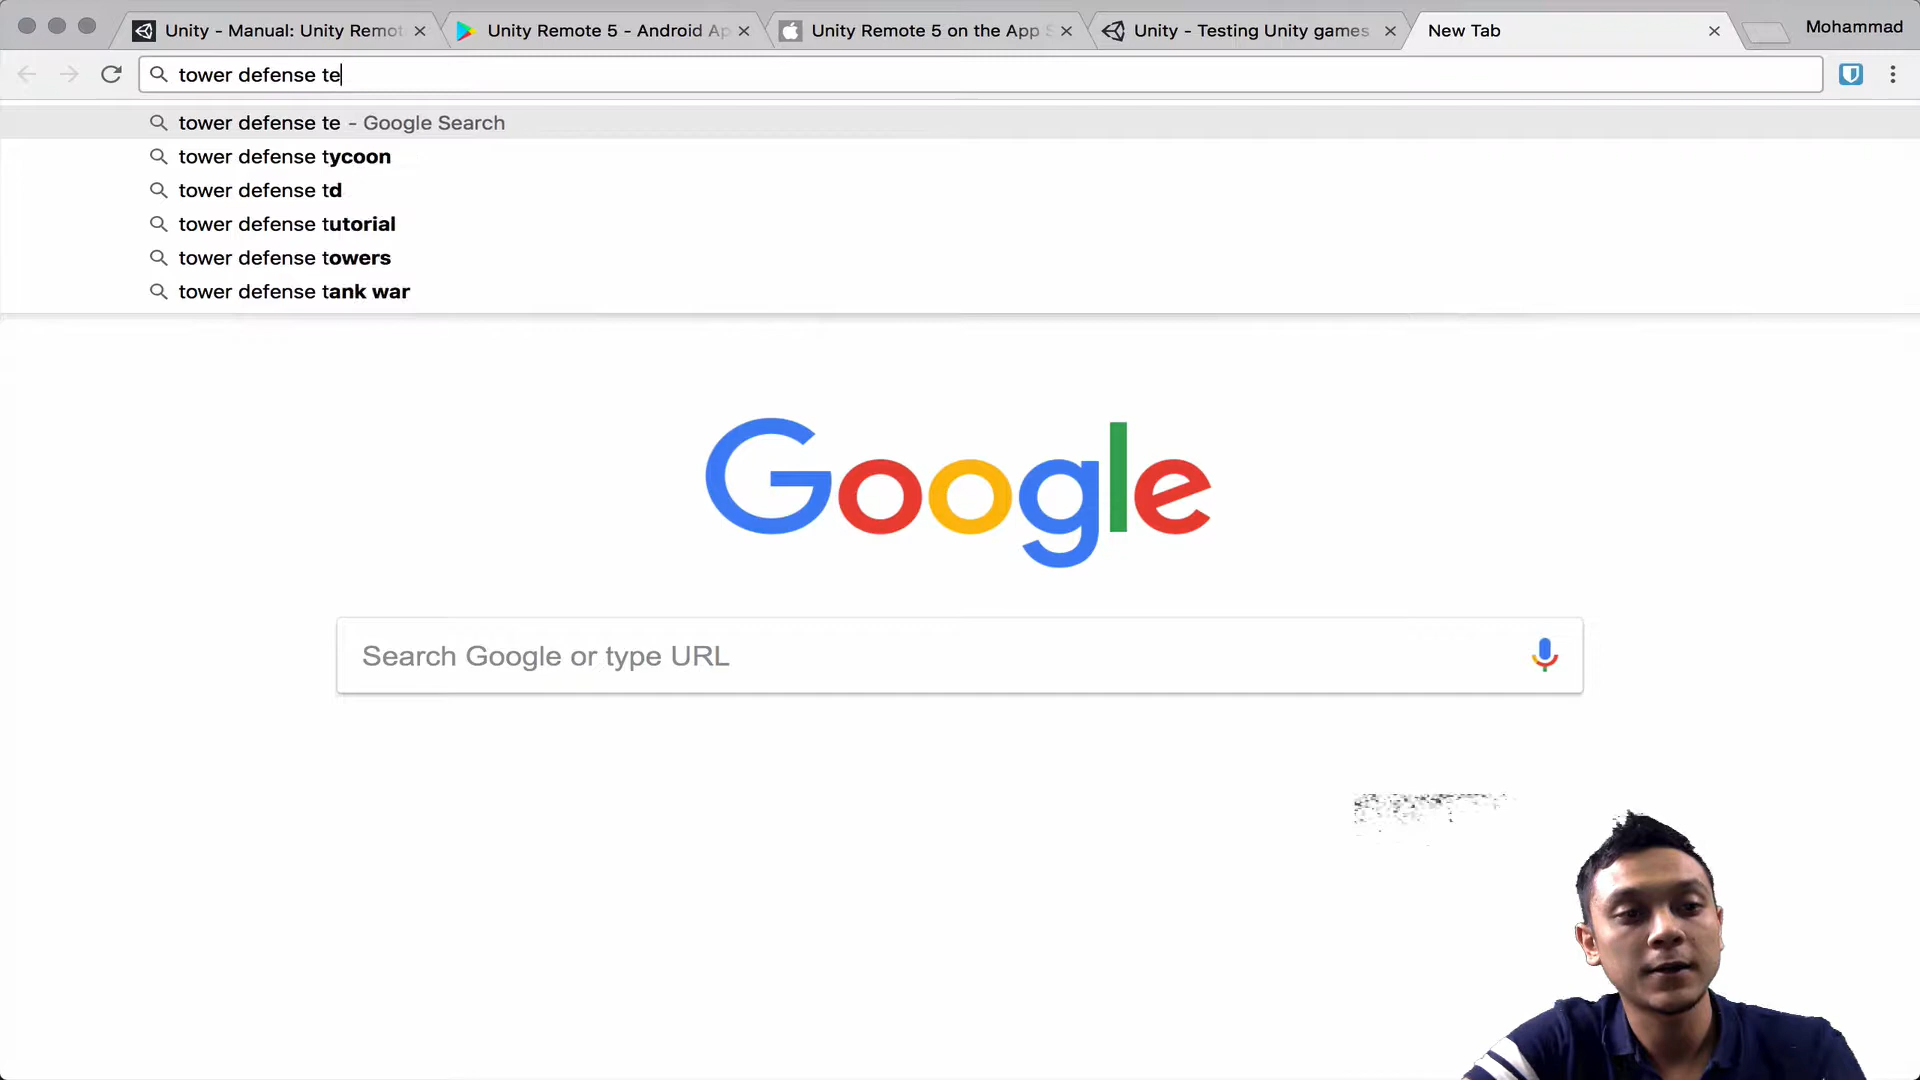 Unity - Manual: Unity Remot
Unity Remote 5 - Android Ap
Unity Remote 5 on the App S
Unity - Testing Unity games
New Tab
Mohammad
tower defense te
tower defense te - Google Search
tower defense tycoon
tower defense td
tower defense tutorial
tower defense towers
tower defense tank war
Google
Search Google or type URL